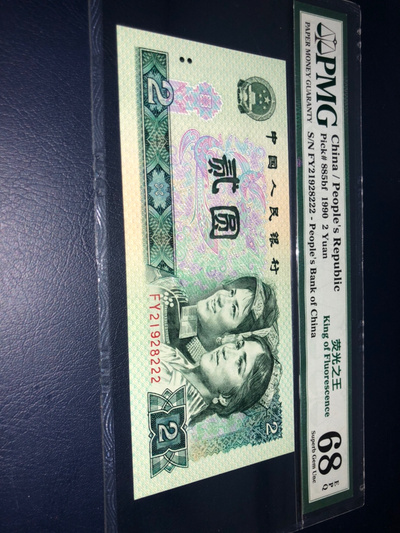 PMG
PAPER MONEY GUARANTY
China / People's Republic
Pick# 885bf 1990 2 Yuan
S/N FY21928222 - People's Bank of China
荧光之王
King of Fluorescence
68
EPQ
Superb Gem Unc
中国人民银行
2
贰圆
FY21928222
2